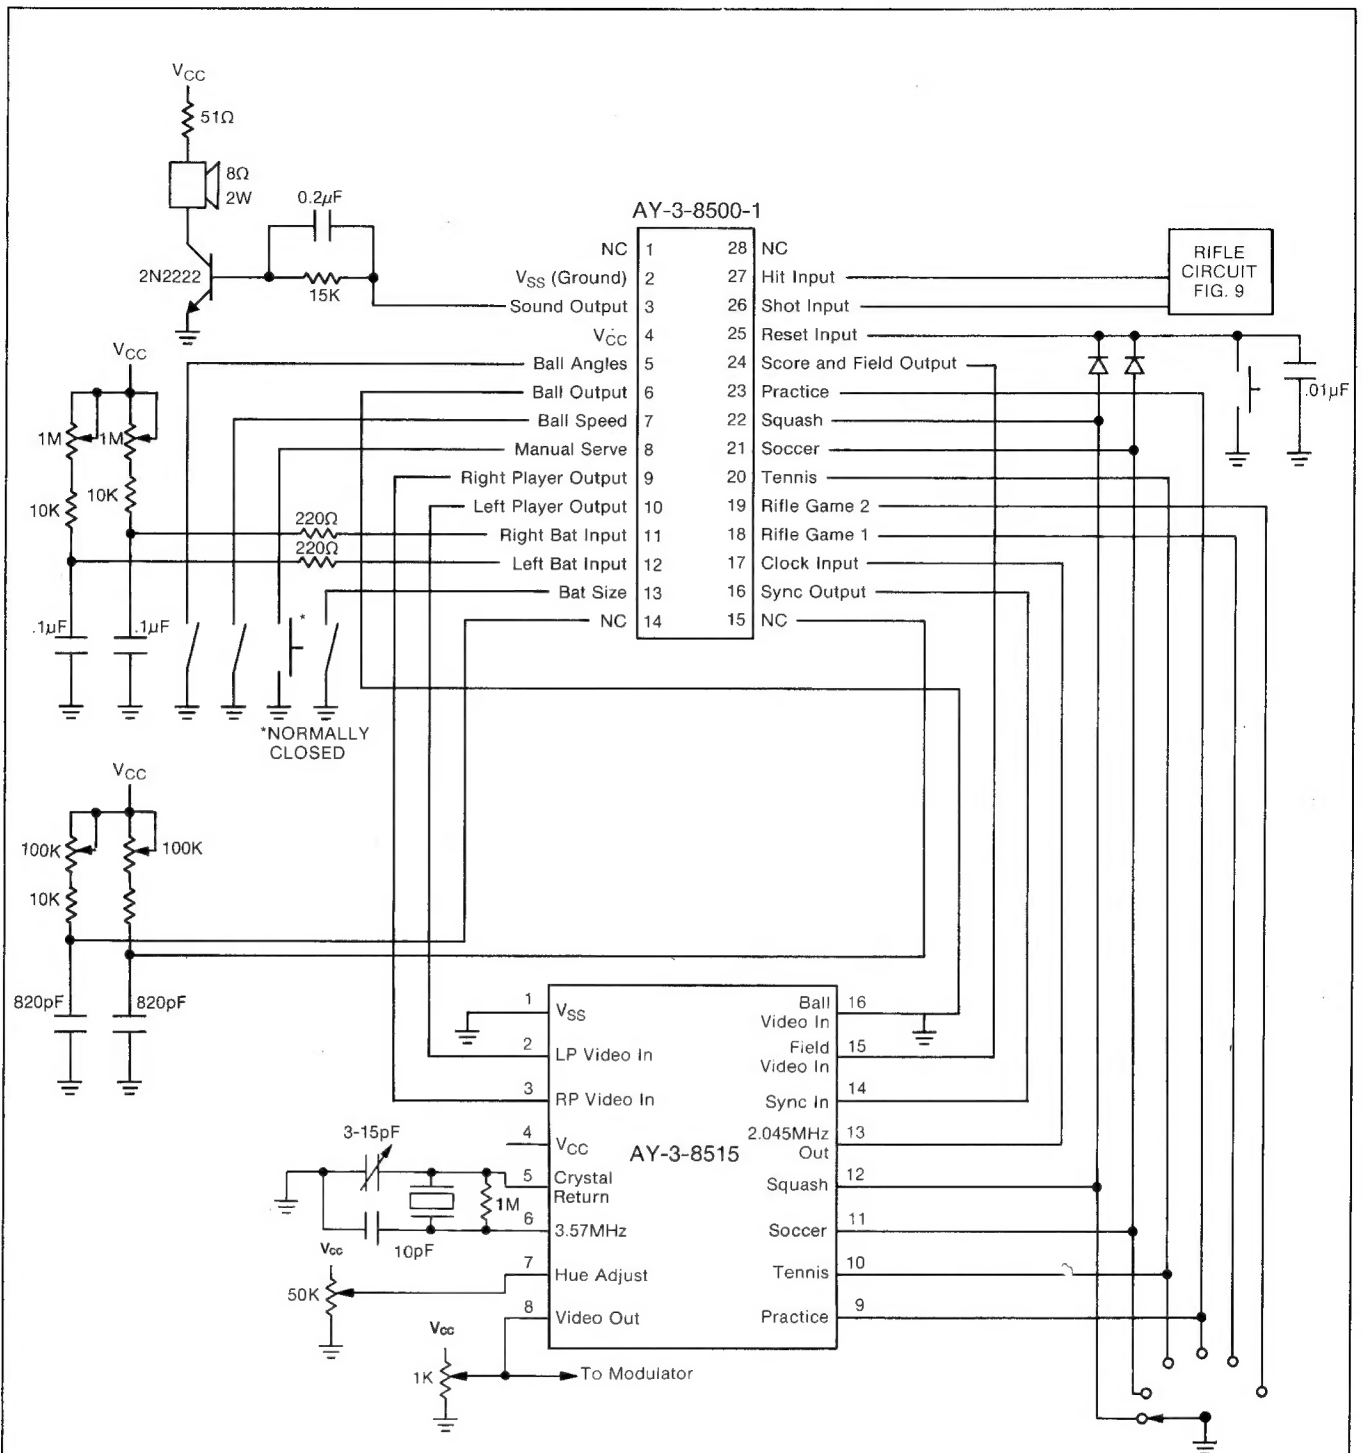 V_CC
51Ω
8Ω
2W
0.2µF
2N2222
15K
AY-3-8500-1
NC 1
V_SS (Ground) 2
Sound Output 3
V_CC 4
Ball Angles 5
Ball Output 6
Ball Speed 7
Manual Serve 8
Right Player Output 9
Left Player Output 10
Right Bat Input 11
Left Bat Input 12
Bat Size 13
NC 14
28 NC
27 Hit Input
26 Shot Input
25 Reset Input
24 Score and Field Output
23 Practice
22 Squash
21 Soccer
20 Tennis
19 Rifle Game 2
18 Rifle Game 1
17 Clock Input
16 Sync Output
15 NC
RIFLE
CIRCUIT
FIG. 9
.01µF
V_CC
1M
1M
10K
10K
220Ω
220Ω
.1µF
.1µF
*
*NORMALLY
CLOSED
V_CC
100K
100K
10K
820pF
820pF
AY-3-8515
1 V_SS
2 LP Video In
3 RP Video In
4 V_CC
5 Crystal
Return
6 3.57MHz
7 Hue Adjust
8 Video Out
Ball
Video In 16
Field
Video In 15
Sync In 14
2.045MHz
Out 13
Squash 12
Soccer 11
Tennis 10
Practice 9
3-15pF
1M
10pF
Vcc
50K
Vcc
1K
To Modulator